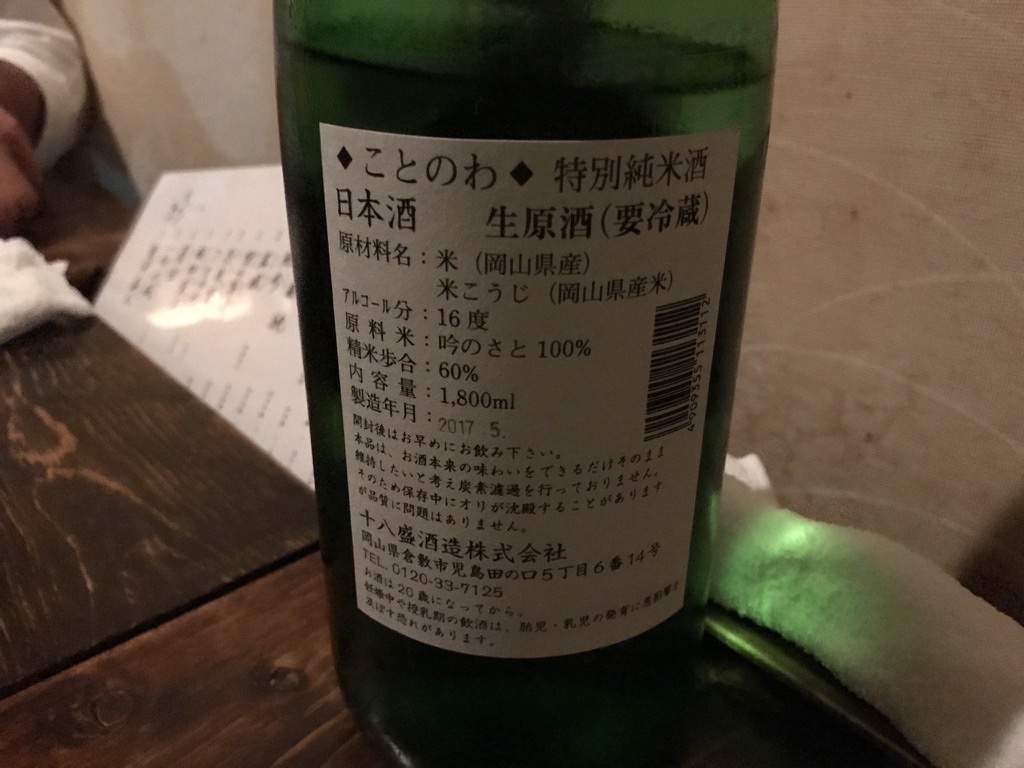 ◆ことのわ◆ 特別純米酒
日本酒 生原酒(要冷蔵)
原材料名:米 (岡山県産)
米こうじ (岡山県産米)
アルコール分:16度
原料米:吟のさと 100%
精米歩合:60%
内容量:1,800ml
製造年月:2017 5.
開封後はお早めにお飲み下さい。
本品は、お酒本来の味わいをできるだけそのまま
維持したいと考え炭素濾過を行っておりません。
そのため保存中にオリが沈殿することがあります
が品質に問題はありません。
十八盛酒造株式会社
岡山県倉敷市児島田の口5丁目6番14号
TEL 0120-33-7125
お酒は20歳になってから。
妊娠中や授乳期の飲酒は、胎児・乳児の発育に悪影響を
及ぼす恐れがあります。
4909355113112